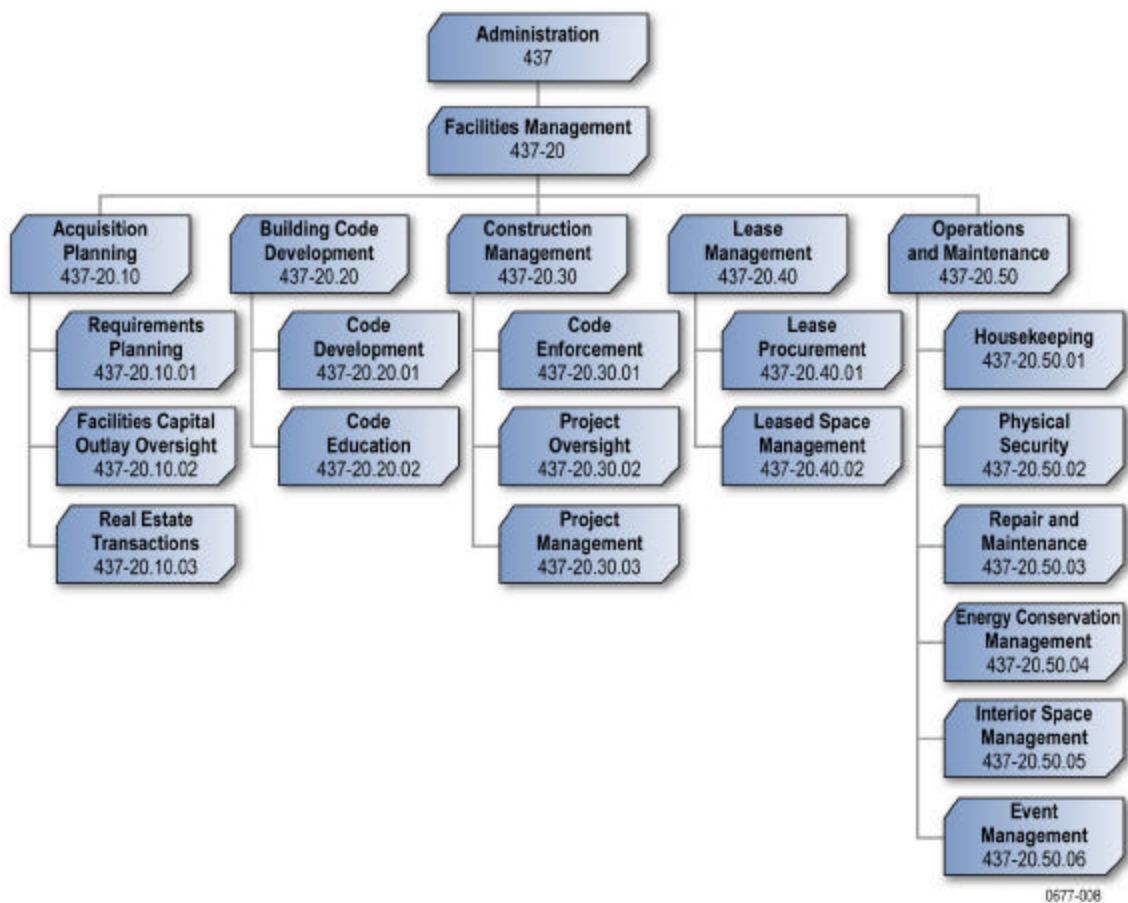 Administration
437
Facilities Management
437-20
Acquisition
Planning
437-20.10
Requirements
Planning
437-20.10.01
Facilities Capital
Outlay Oversight
437-20.10.02
Real Estate
Transactions
437-20.10.03
Building Code
Development
437-20.20
Code
Development
437-20.20.01
Code
Education
437-20.20.02
Construction
Management
437-20.30
Code
Enforcement
437-20.30.01
Project
Oversight
437-20.30.02
Project
Management
437-20.30.03
Lease
Management
437-20.40
Lease
Procurement
437-20.40.01
Leased Space
Management
437-20.40.02
Operations
and Maintenance
437-20.50
Housekeeping
437-20.50.01
Physical
Security
437-20.50.02
Repair and
Maintenance
437-20.50.03
Energy Conservation
Management
437-20.50.04
Interior Space
Management
437-20.50.05
Event
Management
437-20.50.06
0677-008